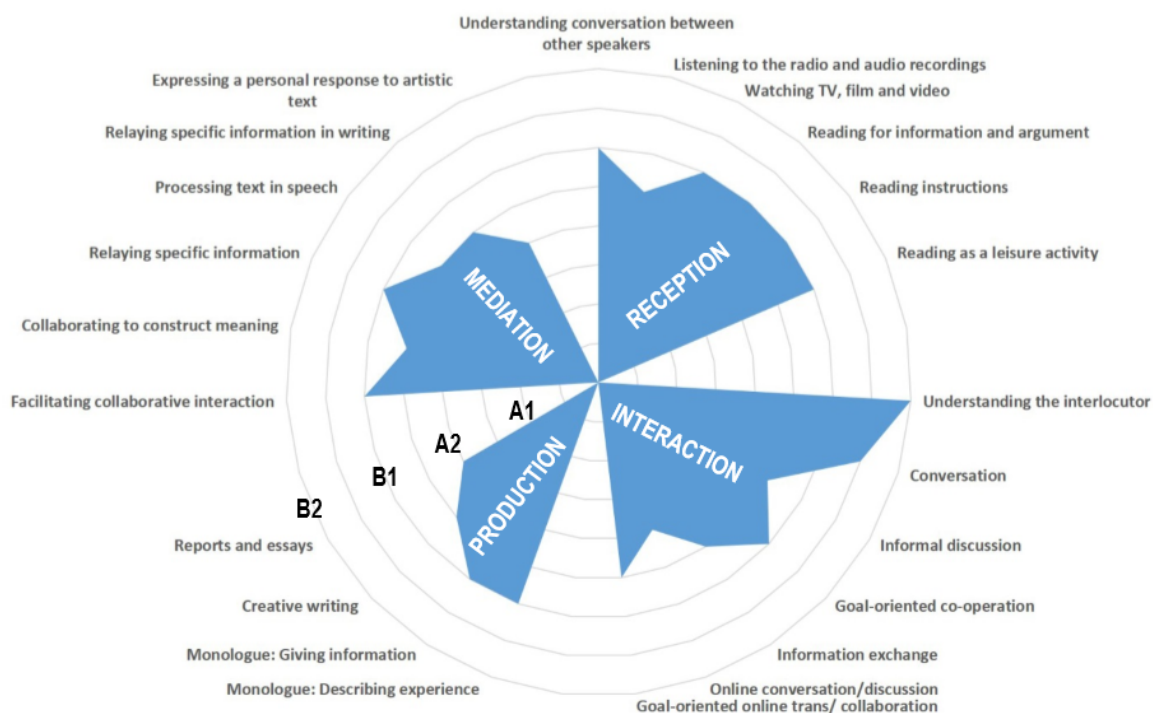 Understanding conversation between
other speakers
Listening to the radio and audio recordings
Watching TV, film and video
Reading for information and argument
Reading instructions
Reading as a leisure activity
Understanding the interlocutor
Conversation
Informal discussion
Goal-oriented co-operation
Information exchange
Online conversation/discussion
Goal-oriented online trans/ collaboration
Monologue: Describing experience
Monologue: Giving information
Creative writing
Reports and essays
Facilitating collaborative interaction
Collaborating to construct meaning
Relaying specific information
Processing text in speech
Relaying specific information in writing
Expressing a personal response to artistic
text
RECEPTION
INTERACTION
PRODUCTION
MEDIATION
A1
A2
B1
B2